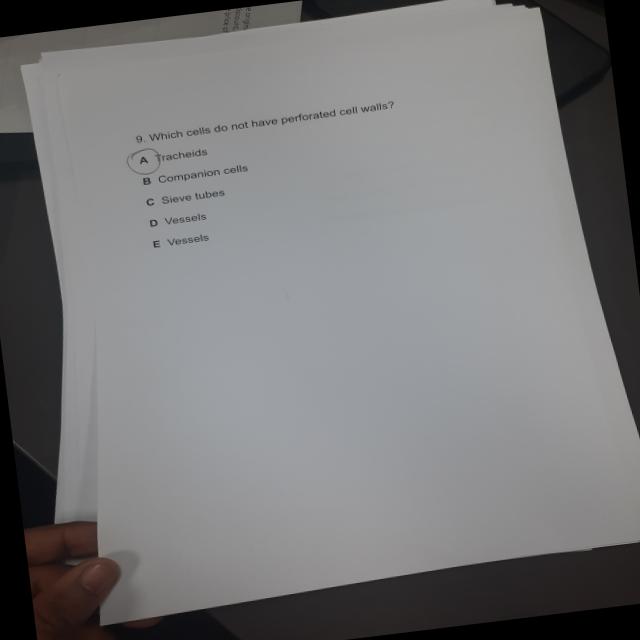 9. Which cells do not have perforated cell walls?
A Tracheids
B Companion cells
C Sieve tubes
D Vessels
E Vessels